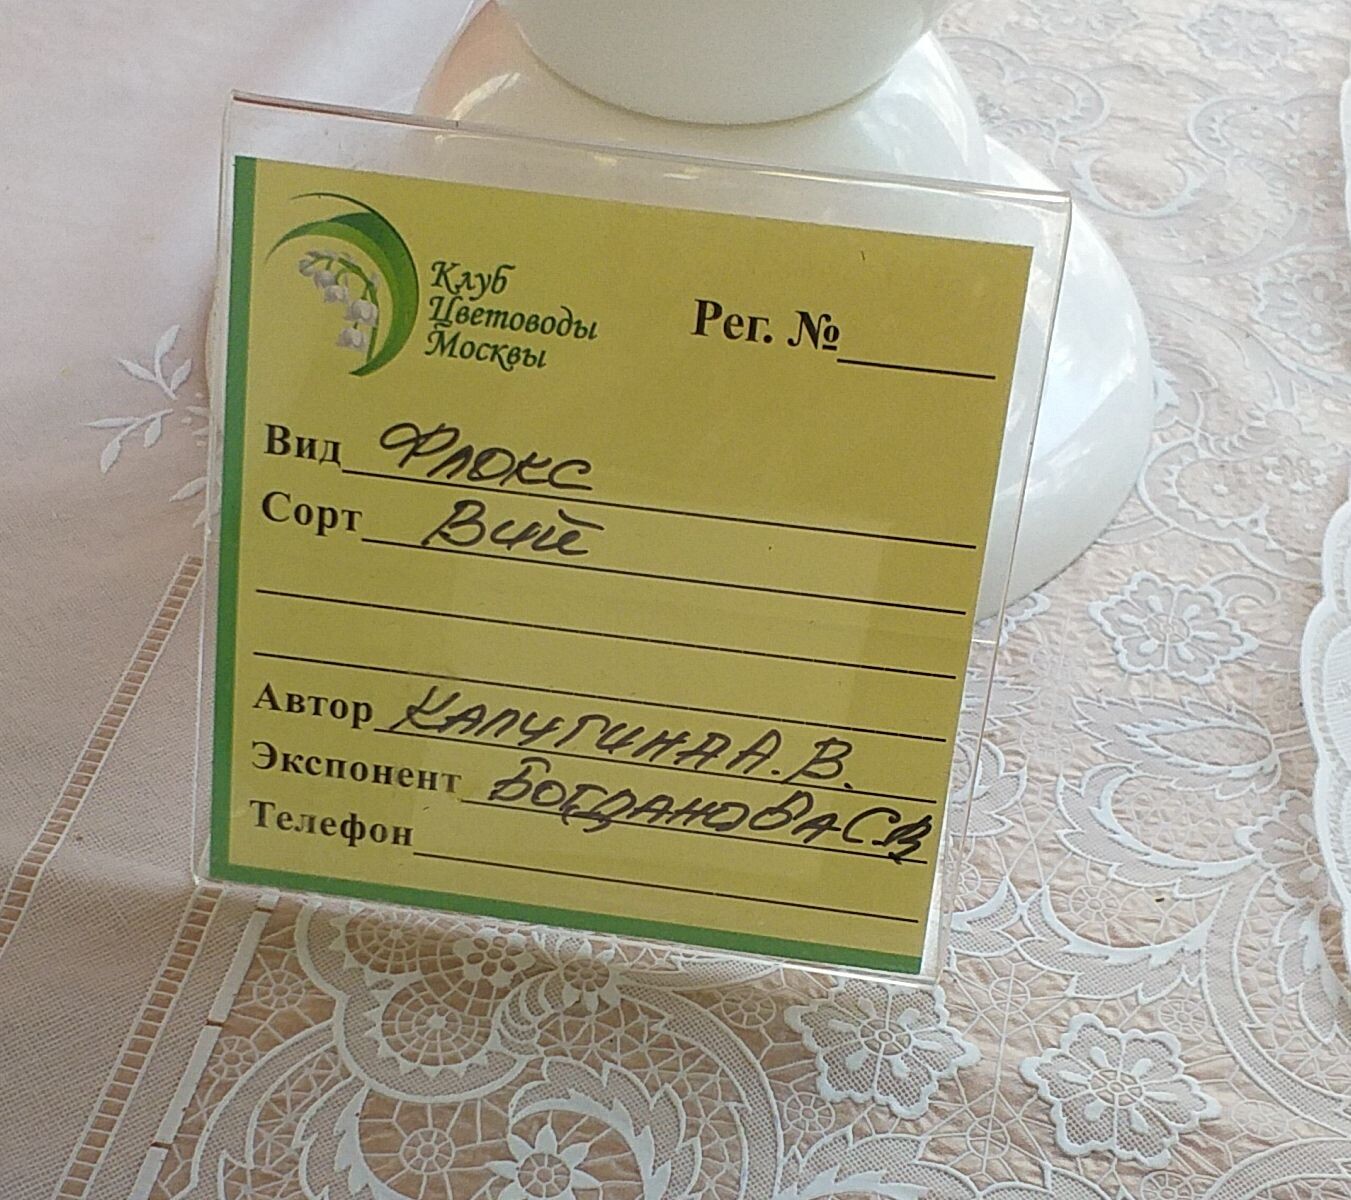 Клуб
Цветоводы
Москвы
Рег. №
Вид Флокс
Сорт Вий
Автор Калугина А.В.
Экспонент Богданова С.В
Телефон